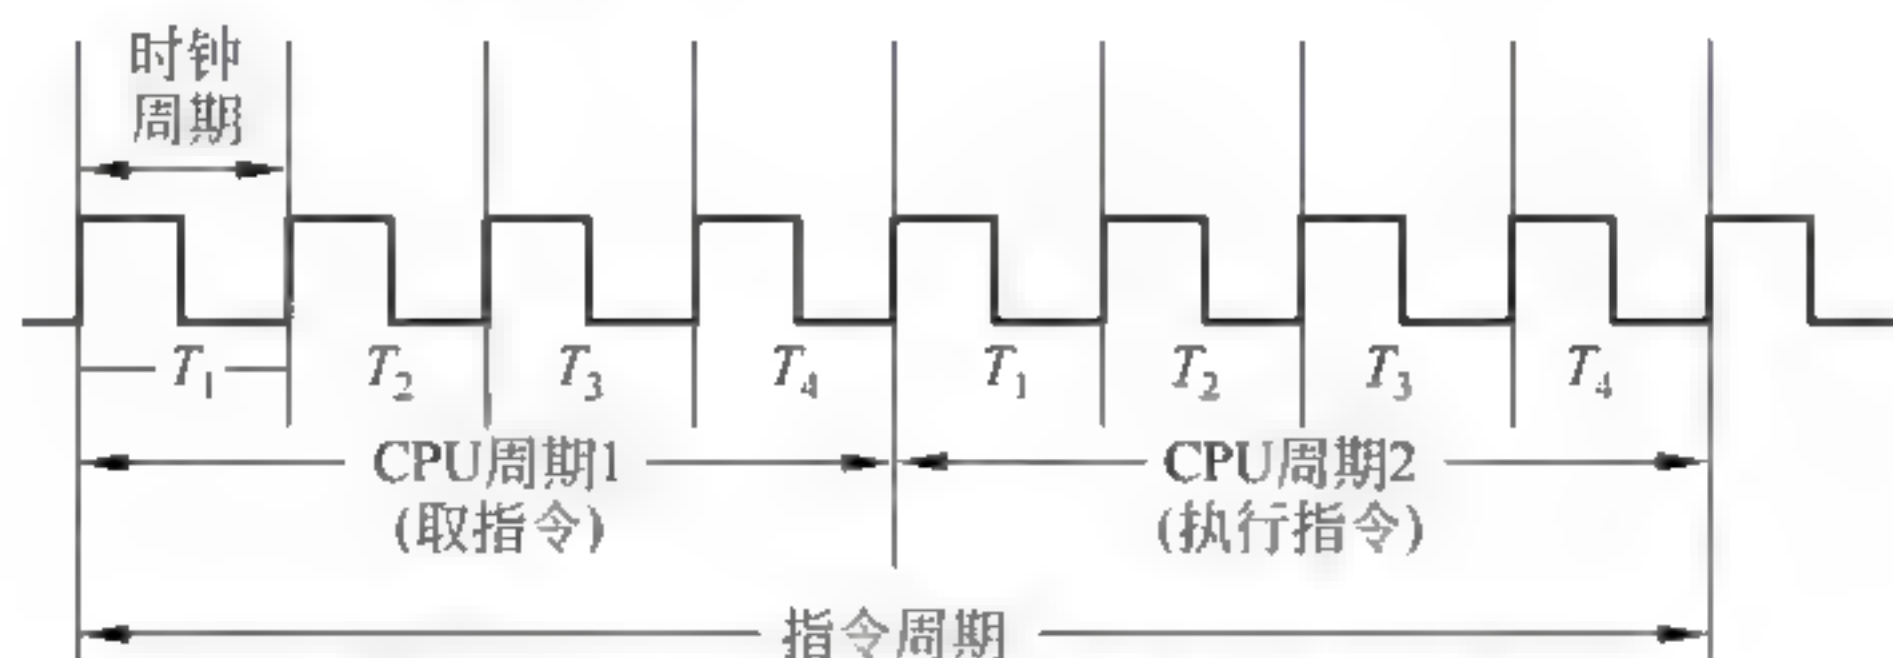 时钟
周期
T₁ T₂ T₃ T₄ T₁ T₂ T₃ T₄
CPU周期1 CPU周期2
(取指令) (执行指令)
指令周期